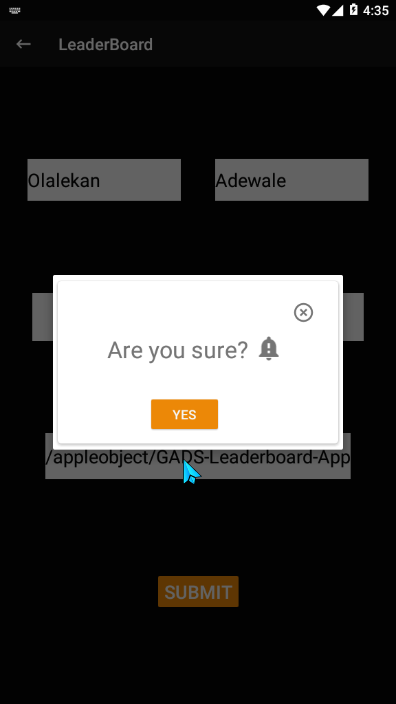 4:35
LeaderBoard
Olalekan
Adewale
Are you sure?
YES
/appleobject/GADS-Leaderboard-App
SUBMIT